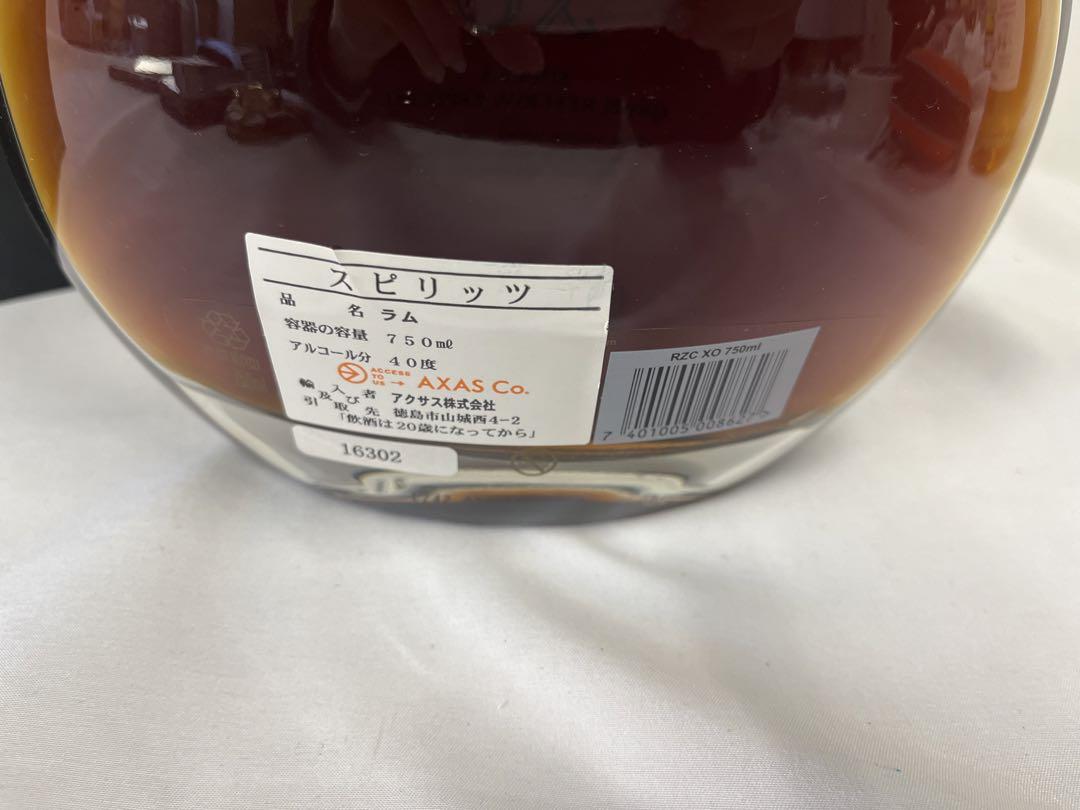 スピリッツ
品名 ラム
容器の容量 750mℓ
アルコール分 40度
ACCESS TO US → AXAS Co.
輸入者及び引取先 アクサス株式会社
徳島市山城西4-2
「飲酒は20歳になってから」
16302
RZC XO 750ml